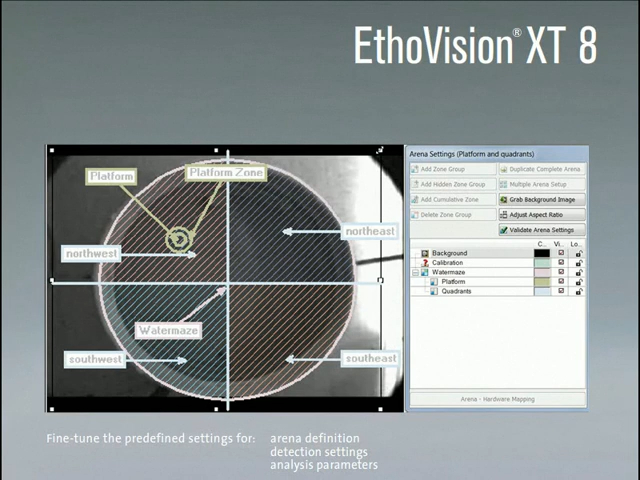 EthoVision® XT 8
Arena Settings (Platform and quadrants)
Add Zone Group
Duplicate Complete Arena
Add Hidden Zone Group
Multiple Arena Setup
Add Cumulative Zone
Grab Background Image
Delete Zone Group
Adjust Aspect Ratio
Validate Arena Settings
C... Vi... Lo...
Background
Calibration
Watermaze
Platform
Quadrants
Arena - Hardware Mapping
Platform
Platform Zone
northeast
northwest
Watermaze
southwest
southeast
Fine-tune the predefined settings for: arena definition
detection settings
analysis parameters